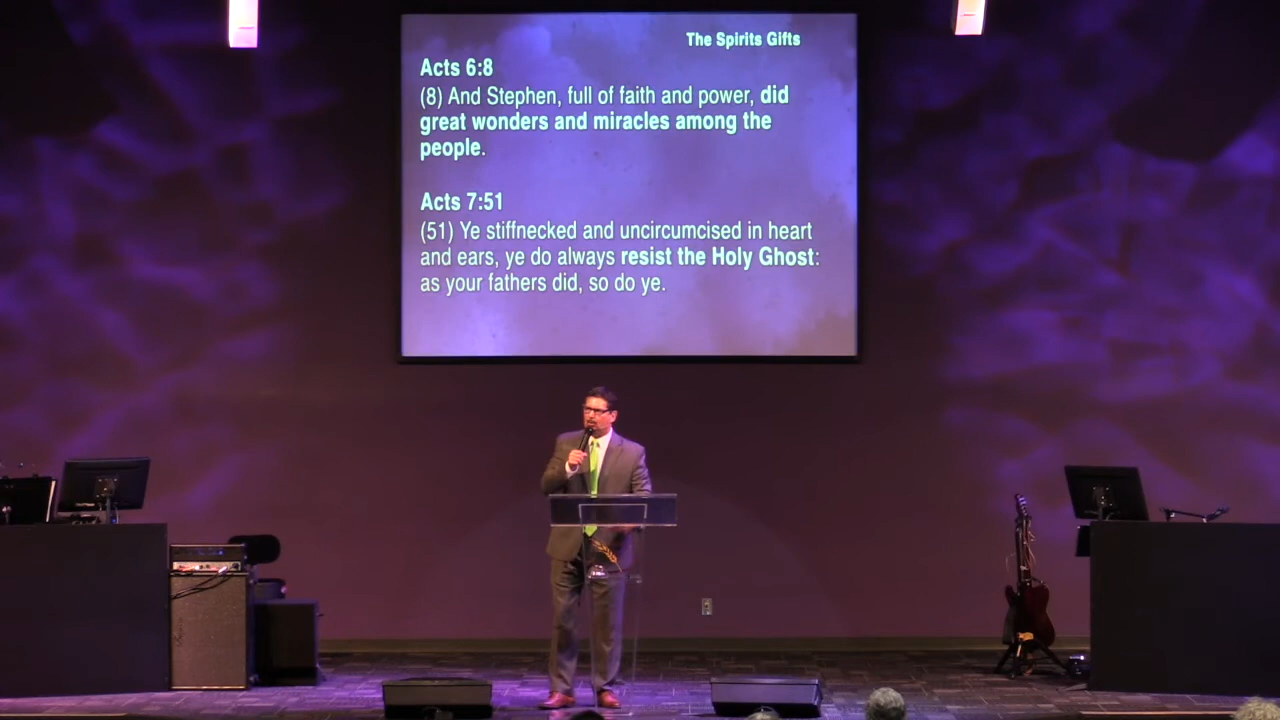 The Spirits Gifts
Acts 6:8
(8) And Stephen, full of faith and power, did
great wonders and miracles among the
people.
Acts 7:51
(51) Ye stiffnecked and uncircumcised in heart
and ears, ye do always resist the Holy Ghost:
as your fathers did, so do ye.